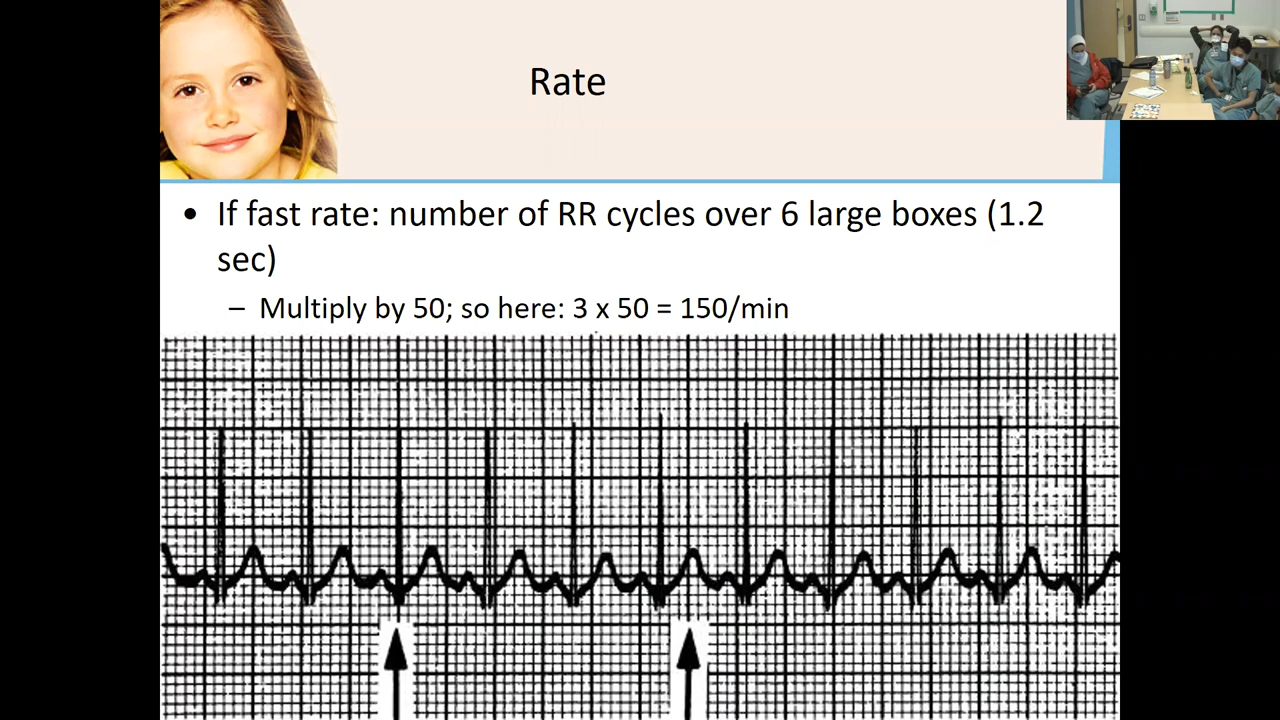 Rate
• If fast rate: number of RR cycles over 6 large boxes (1.2
sec)
– Multiply by 50; so here: 3 x 50 = 150/min